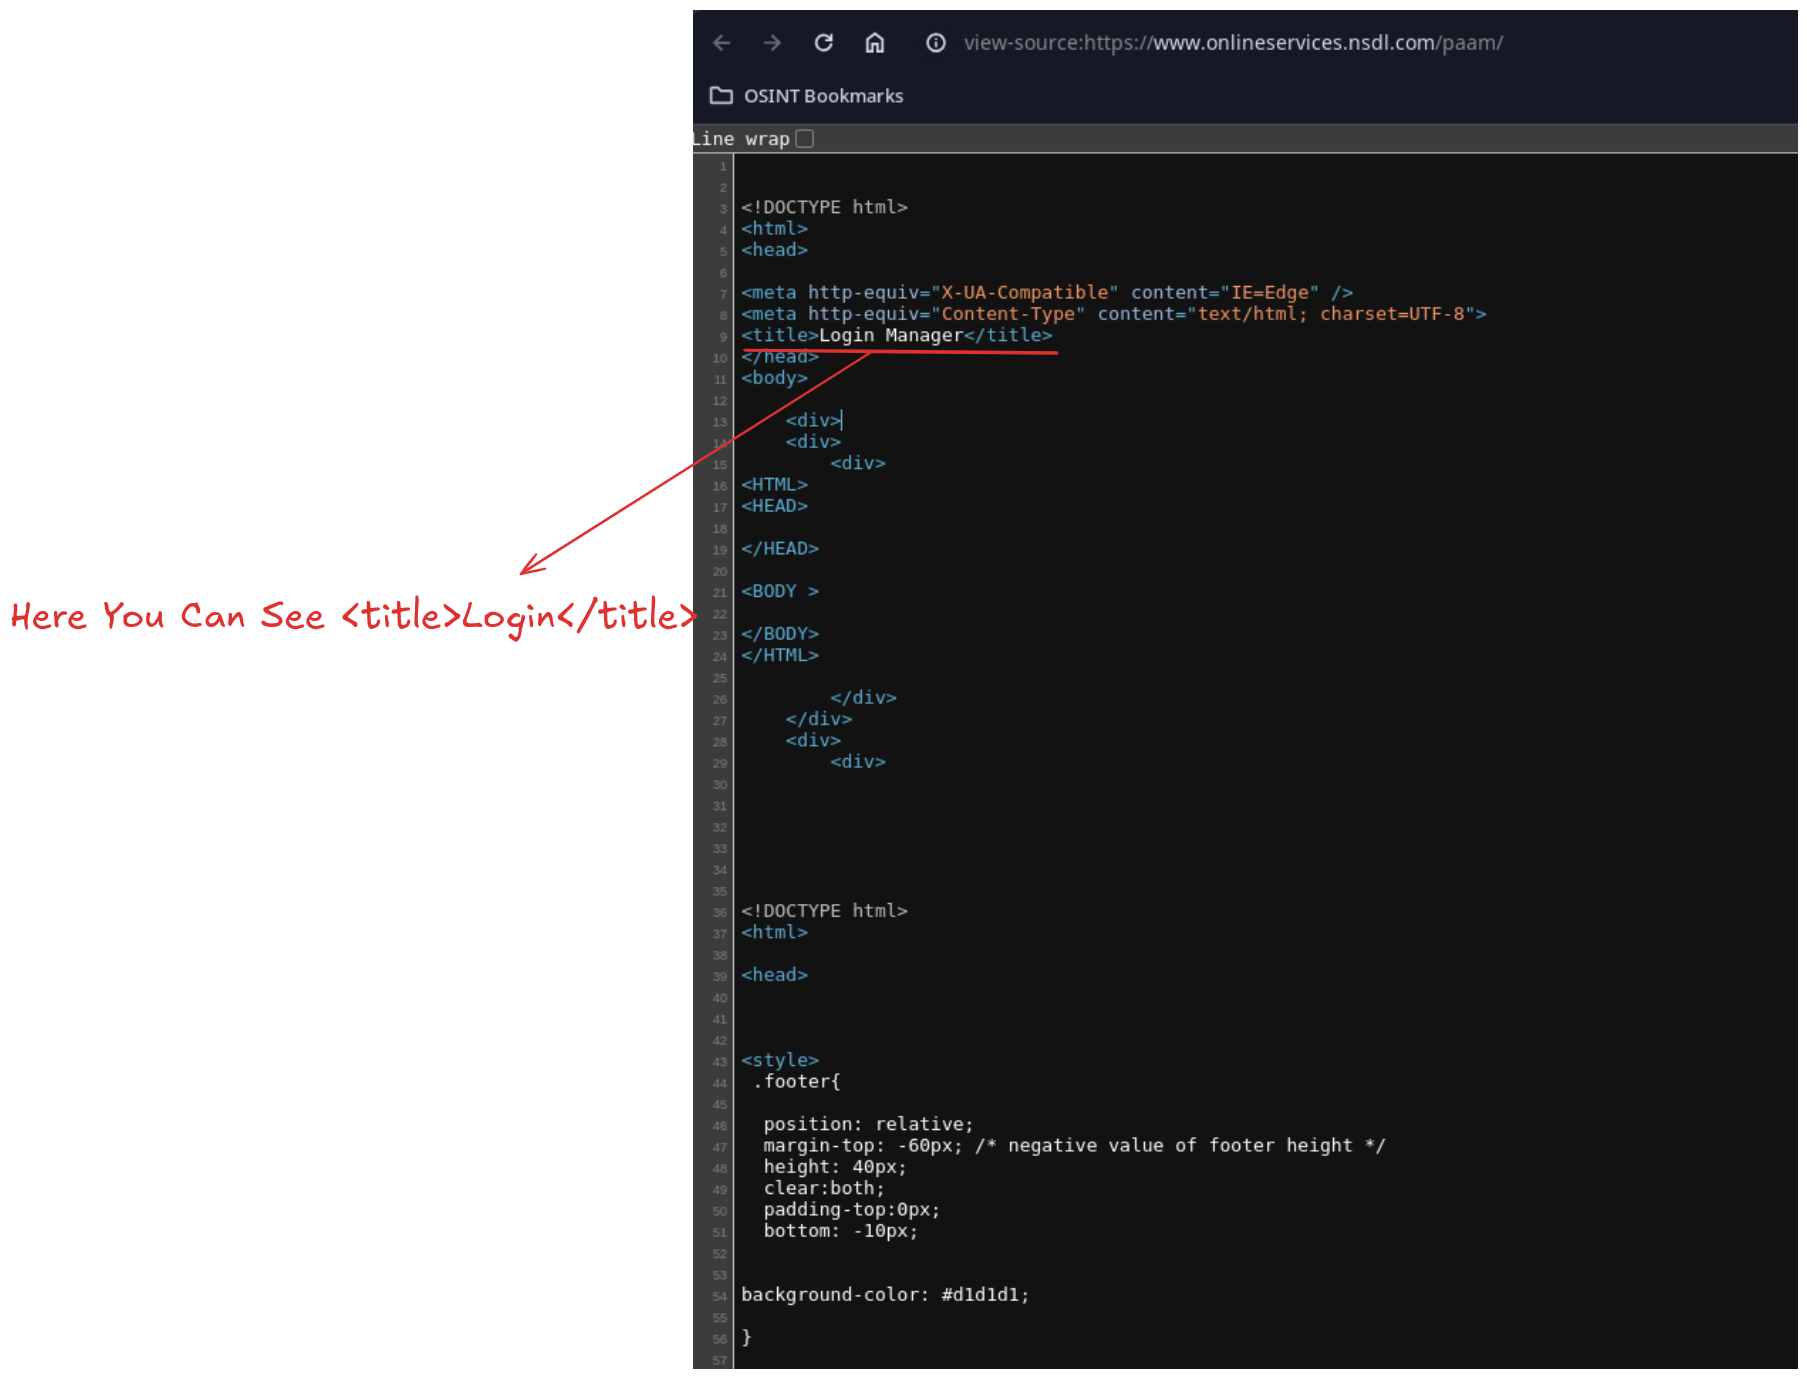 view-source:https://www.onlineservices.nsdl.com/paam/
OSINT Bookmarks
Line wrap
1
2
3 <!DOCTYPE html>
4 <html>
5 <head>
6
7 <meta http-equiv="X-UA-Compatible" content="IE=Edge" />
8 <meta http-equiv="Content-Type" content="text/html; charset=UTF-8">
9 <title>Login Manager</title>
10 </head>
11 <body>
12
13     <div>
14     <div>
15         <div>
16 <HTML>
17 <HEAD>
18
19 </HEAD>
20
21 <BODY >
Here You Can See <title>Login</title>
22
23 </BODY>
24 </HTML>
25
26         </div>
27     </div>
28     <div>
29         <div>
30
31
32
33
34
35
36 <!DOCTYPE html>
37 <html>
38
39 <head>
40
41
42
43 <style>
44  .footer{
45
46   position: relative;
47   margin-top: -60px; /* negative value of footer height */
48   height: 40px;
49   clear:both;
50   padding-top:0px;
51   bottom: -10px;
52
53
54 background-color: #d1d1d1;
55
56 }
57